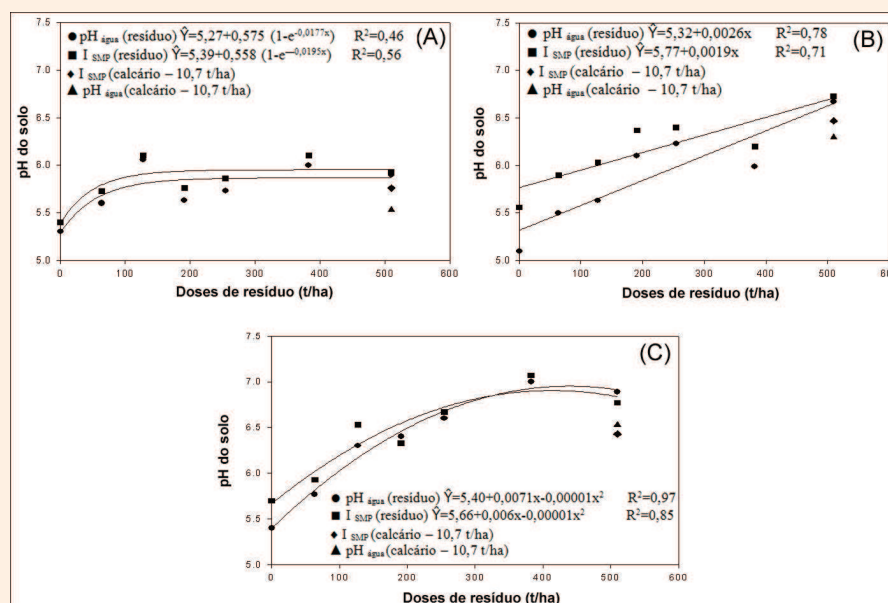 (A)
pH água (resíduo) Ŷ=5,27+0,575 (1-e-0,0177x) R2=0,46
I SMP (resíduo) Ŷ=5,39+0,558 (1-e—0,0195x) R2=0,56
I SMP (calcário – 10,7 t/ha)
pH água (calcário – 10,7 t/ha)
pH do solo
7.5
7.0
6.5
6.0
5.5
5.0
0 100 200 300 400 500 600
Doses de resíduo (t/ha)
(B)
pH água (resíduo) Ŷ=5,32+0,0026x R2=0,78
I SMP (resíduo) Ŷ=5,77+0,0019x R2=0,71
I SMP (calcário – 10,7 t/ha)
pH água (calcário – 10,7 t/ha)
pH do solo
7.5
7.0
6.5
6.0
5.5
5.0
0 100 200 300 400 500 600
Doses de resíduo (t/ha)
(C)
pH do solo
7.5
7.0
6.5
6.0
5.5
5.0
pH água (resíduo) Ŷ=5,40+0,0071x-0,00001x2 R2=0,97
I SMP (resíduo) Ŷ=5,66+0,006x-0,00001x2 R2=0,85
I SMP (calcário – 10,7 t/ha)
pH água (calcário – 10,7 t/ha)
0 100 200 300 400 500 600
Doses de resíduo (t/ha)